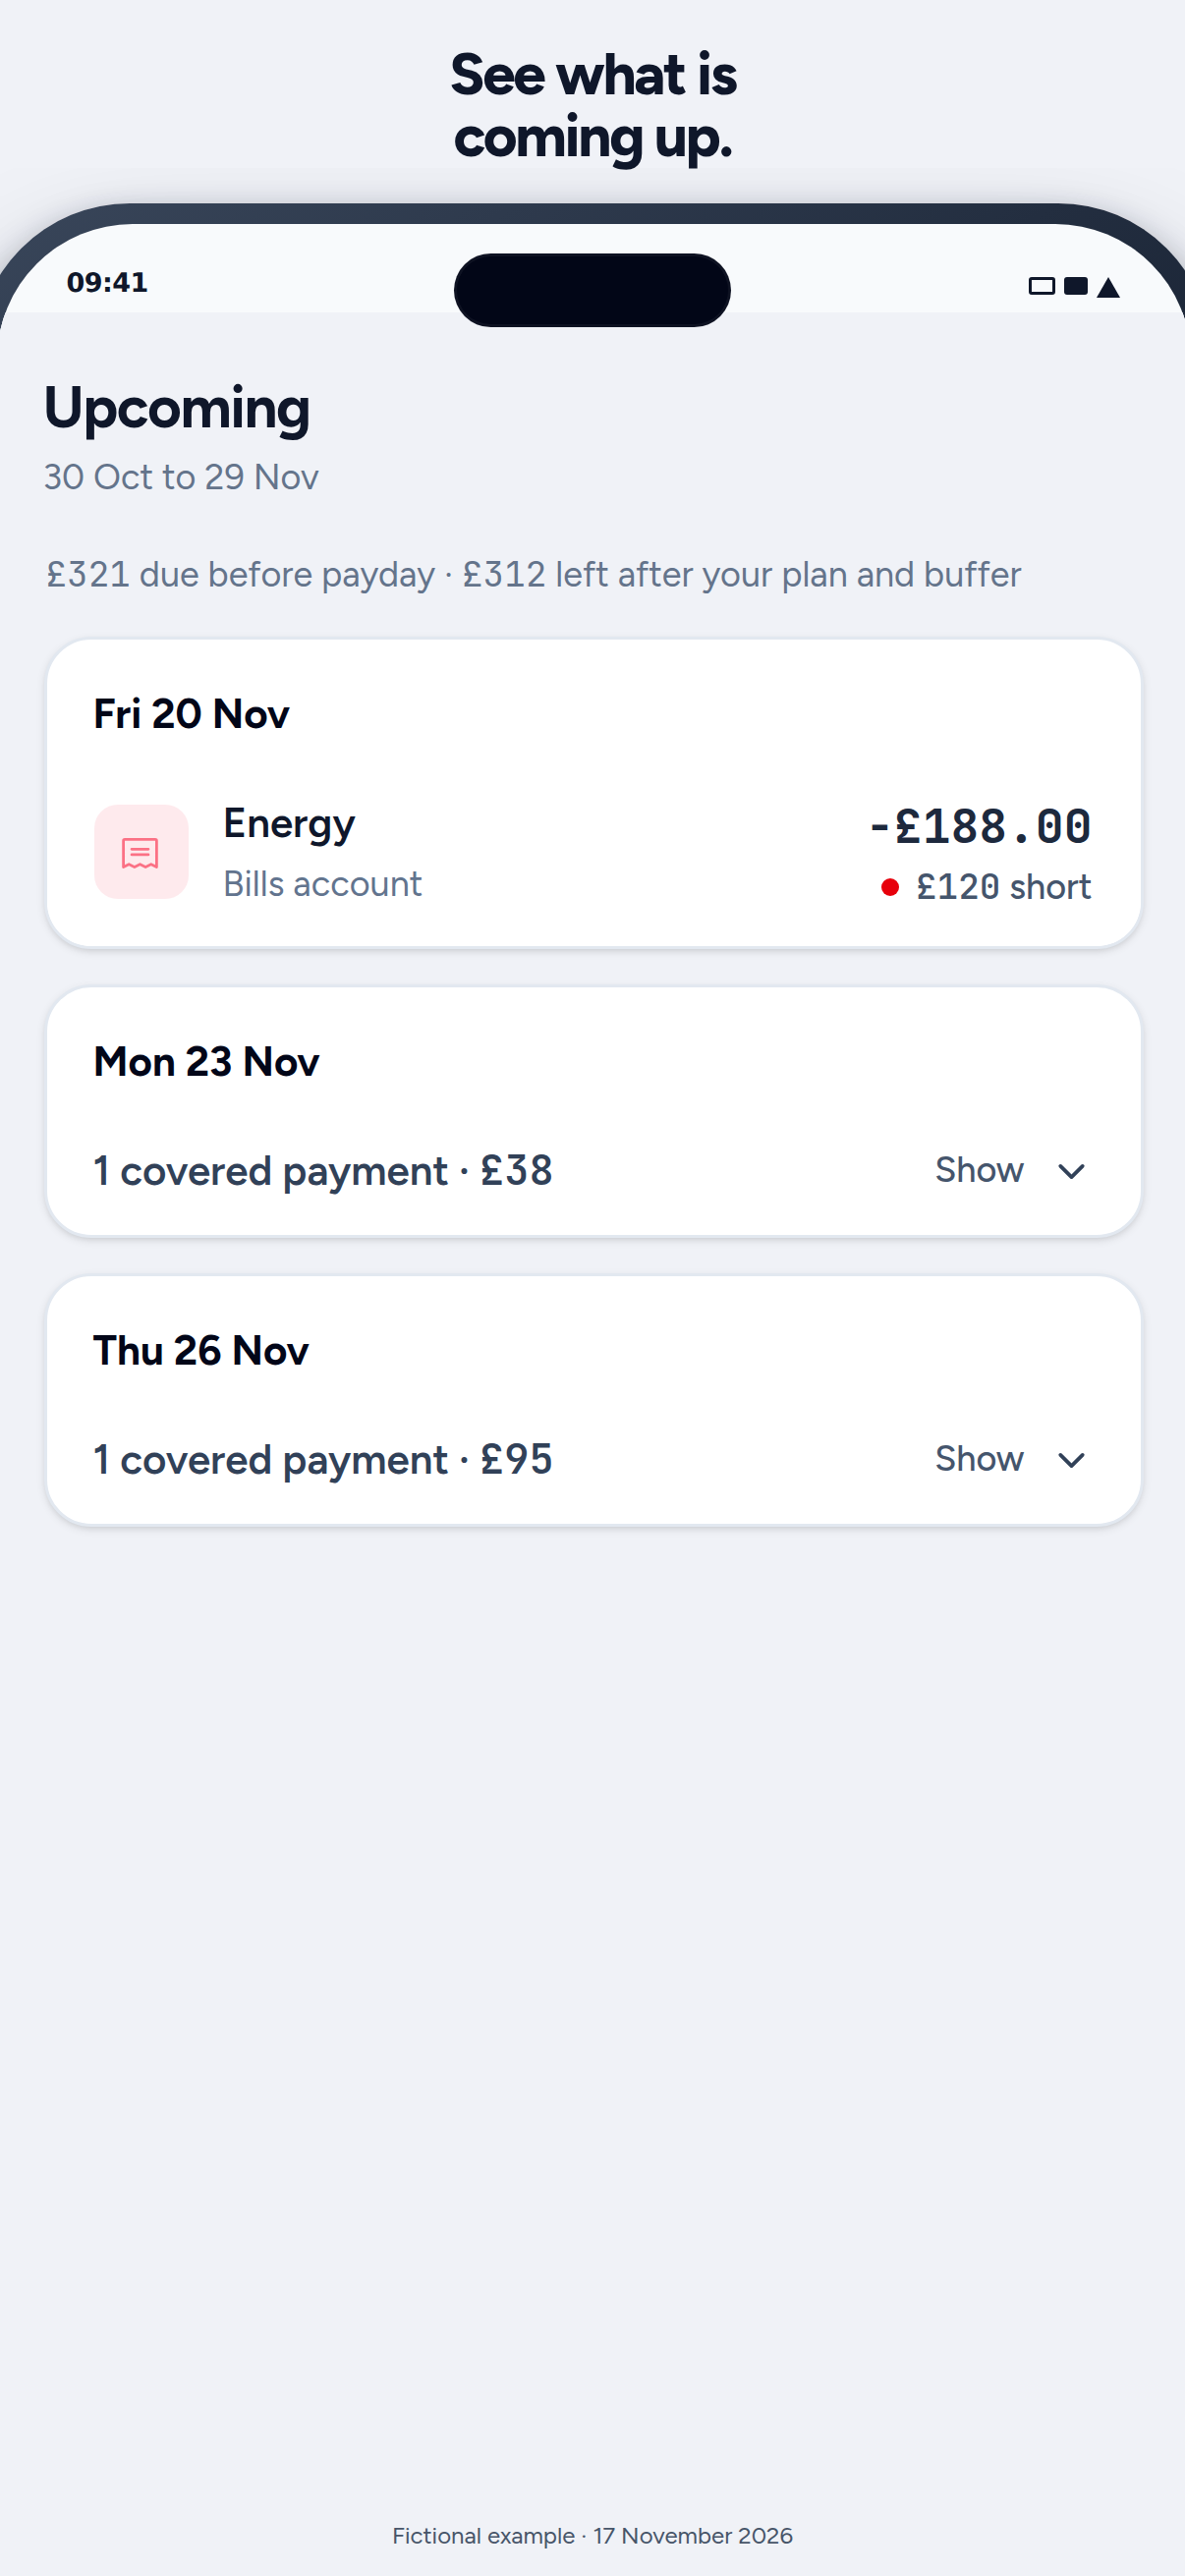 See what is
coming up.
09:41
Upcoming
30 Oct to 29 Nov
£321 due before payday · £312 left after your plan and buffer
Fri 20 Nov
Energy
-£188.00
Bills account
£120 short
Mon 23 Nov
1 covered payment · £38
Show
Thu 26 Nov
1 covered payment · £95
Show
Fictional example · 17 November 2026